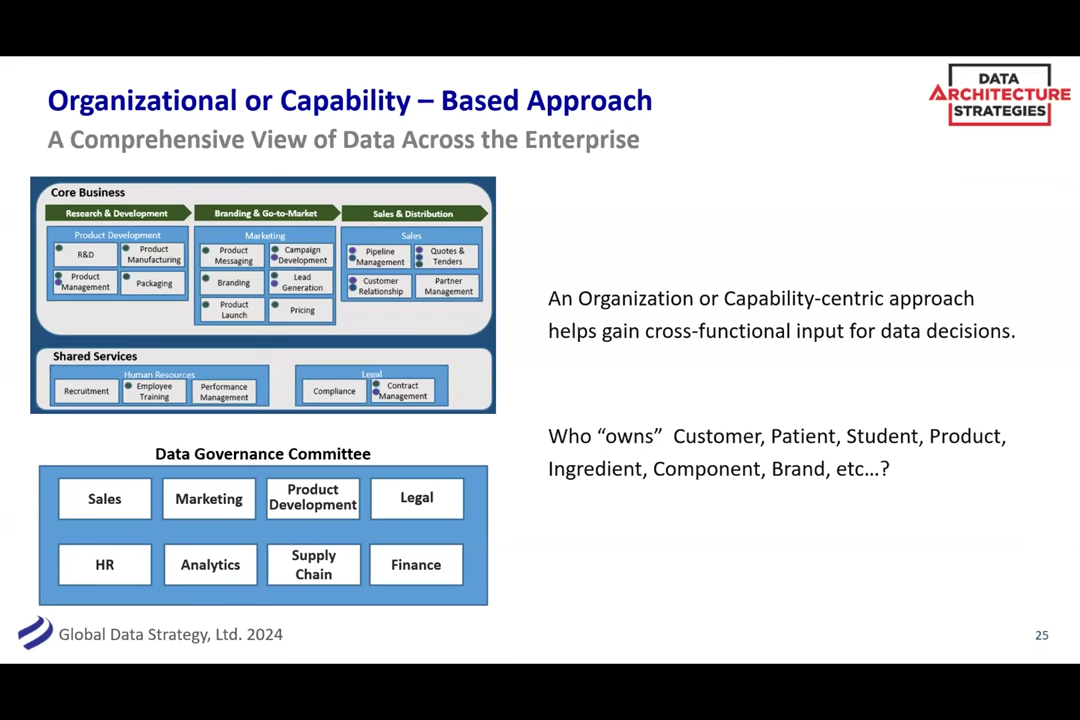 Organizational or Capability – Based Approach
A Comprehensive View of Data Across the Enterprise
DATA
ARCHITECTURE
STRATEGIES
Core Business
Research & Development
Branding & Go-to-Market
Sales & Distribution
Product Development
R&D
Product
Manufacturing
Product
Management
Packaging
Marketing
Product
Messaging
Campaign
Development
Branding
Lead
Generation
Product
Launch
Pricing
Sales
Pipeline
Management
Quotes &
Tenders
Customer
Relationship
Partner
Management
Shared Services
Human Resources
Recruitment
Employee
Training
Performance
Management
Legal
Compliance
Contract
Management
An Organization or Capability-centric approach
helps gain cross-functional input for data decisions.
Who “owns” Customer, Patient, Student, Product,
Ingredient, Component, Brand, etc…?
Data Governance Committee
Sales
Marketing
Product
Development
Legal
HR
Analytics
Supply
Chain
Finance
Global Data Strategy, Ltd. 2024
25